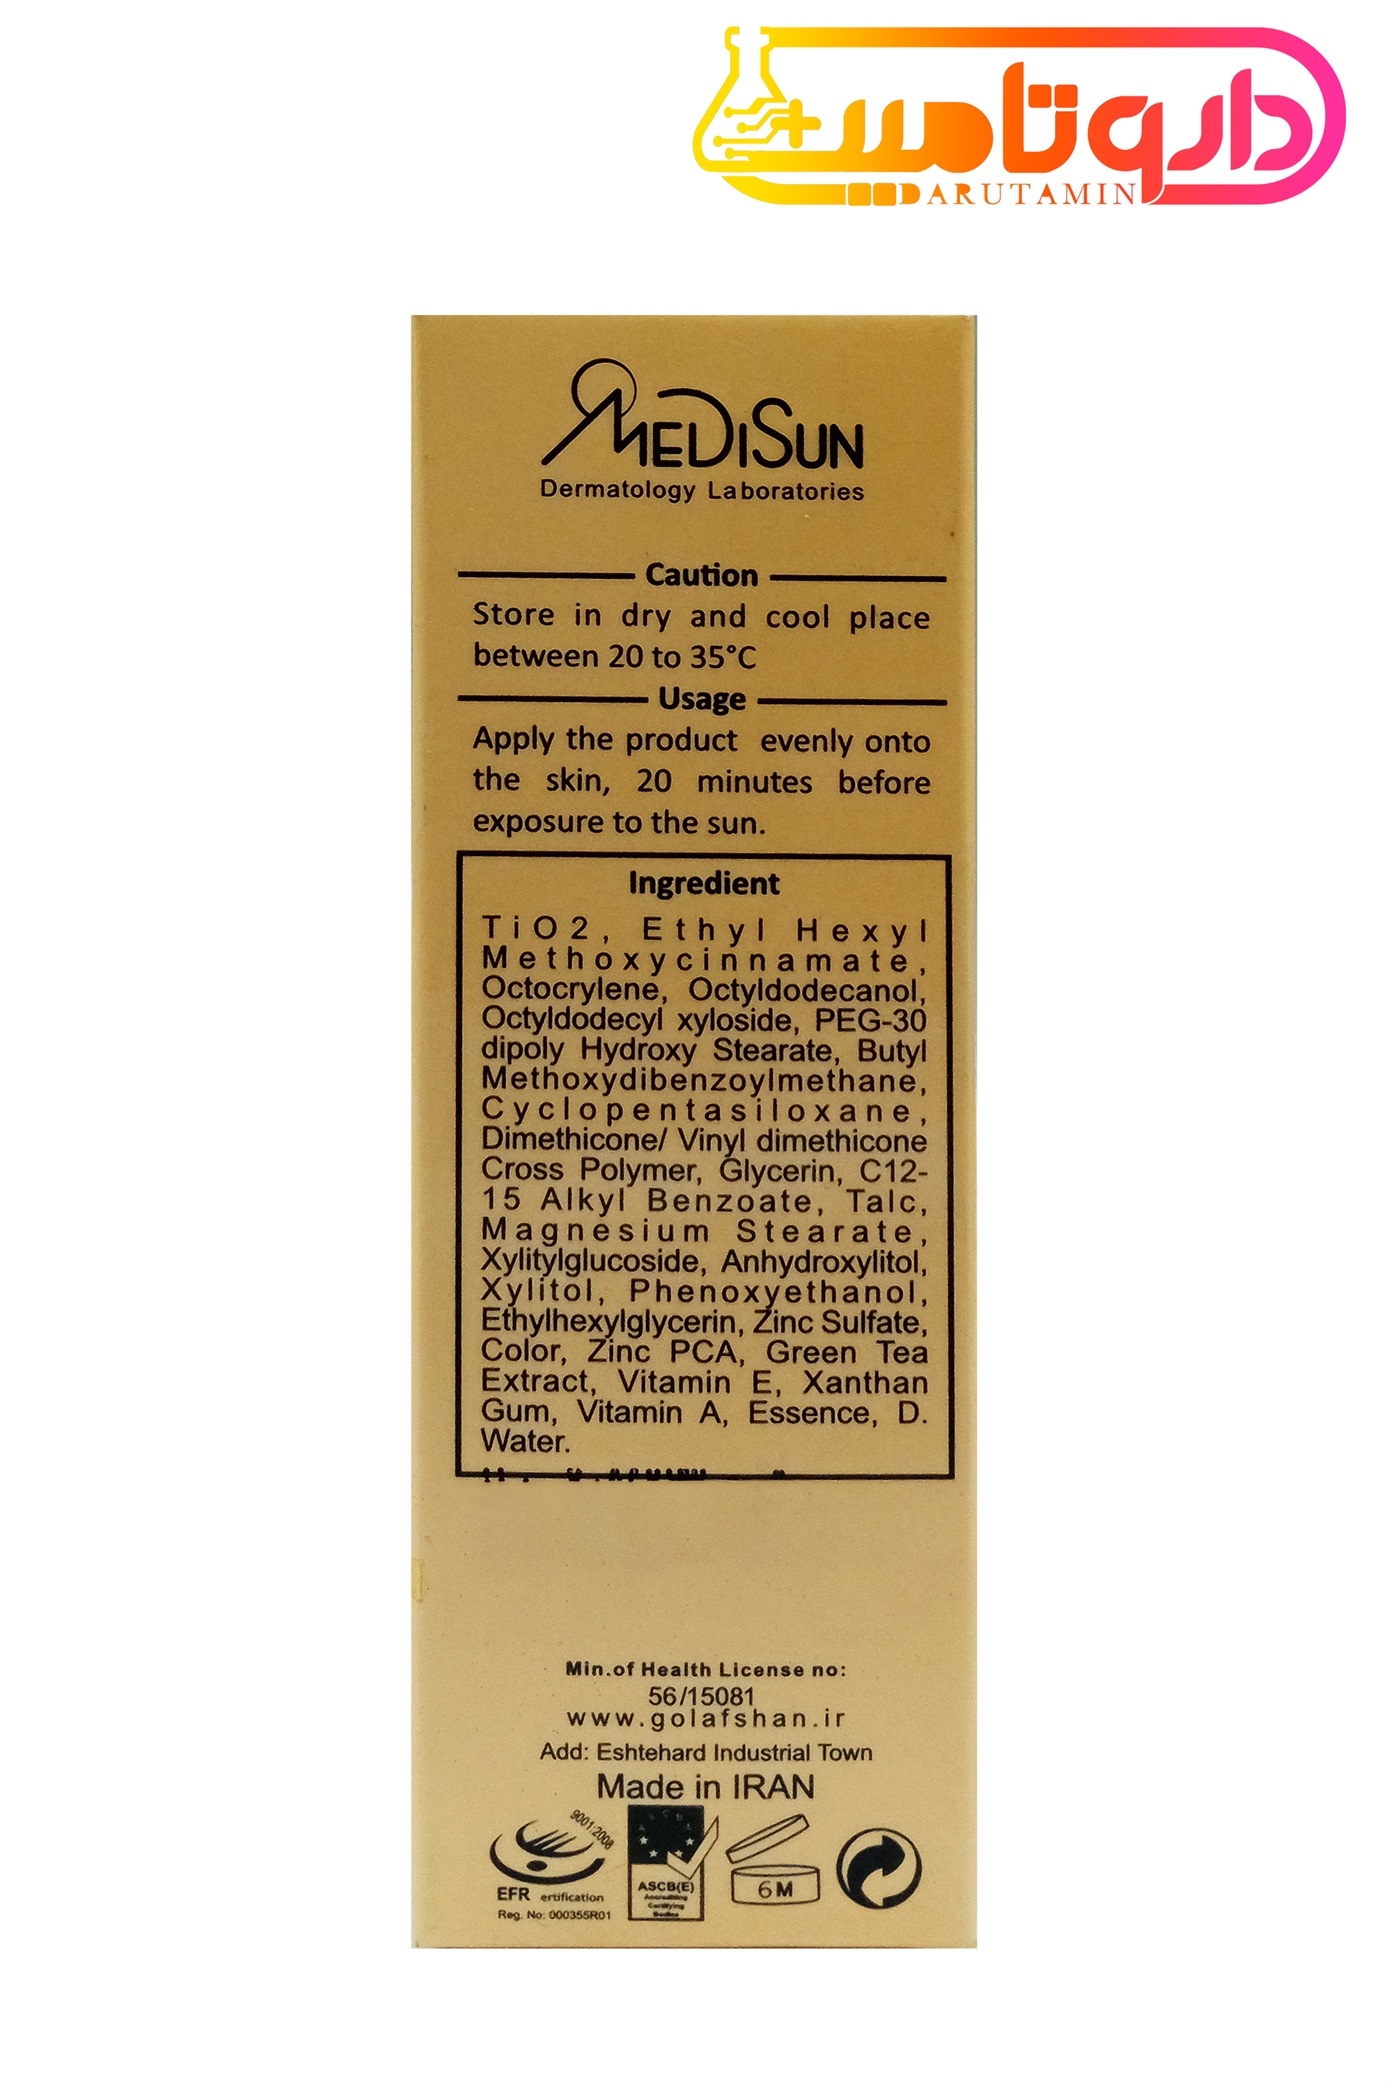 داروتامین
DARUTAMIN
MEDISUN
Dermatology Laboratories
Caution
Store in dry and cool place
between 20 to 35°C
Usage
Apply the product evenly onto
the skin, 20 minutes before
exposure to the sun.
Ingredient
TiO2, Ethyl Hexyl
Methoxycinnamate,
Octocrylene, Octyldodecanol,
Octyldodecyl xyloside, PEG-30
dipoly Hydroxy Stearate, Butyl
Methoxydibenzoylmethane,
Cyclopentasiloxane,
Dimethicone/ Vinyl dimethicone
Cross Polymer, Glycerin, C12-
15 Alkyl Benzoate, Talc,
Magnesium Stearate,
Xylitylglucoside, Anhydroxylitol,
Xylitol, Phenoxyethanol,
Ethylhexylglycerin, Zinc Sulfate,
Color, Zinc PCA, Green Tea
Extract, Vitamin E, Xanthan
Gum, Vitamin A, Essence, D.
Water.
Min.of Health License no:
56/15081
www.golafshan.ir
Add: Eshtehard Industrial Town
Made in IRAN
9001:2008
EFR ertification
Reg. No: 000355R01
ASCB(E)
Accrediting
Certifying
Bodies
6M